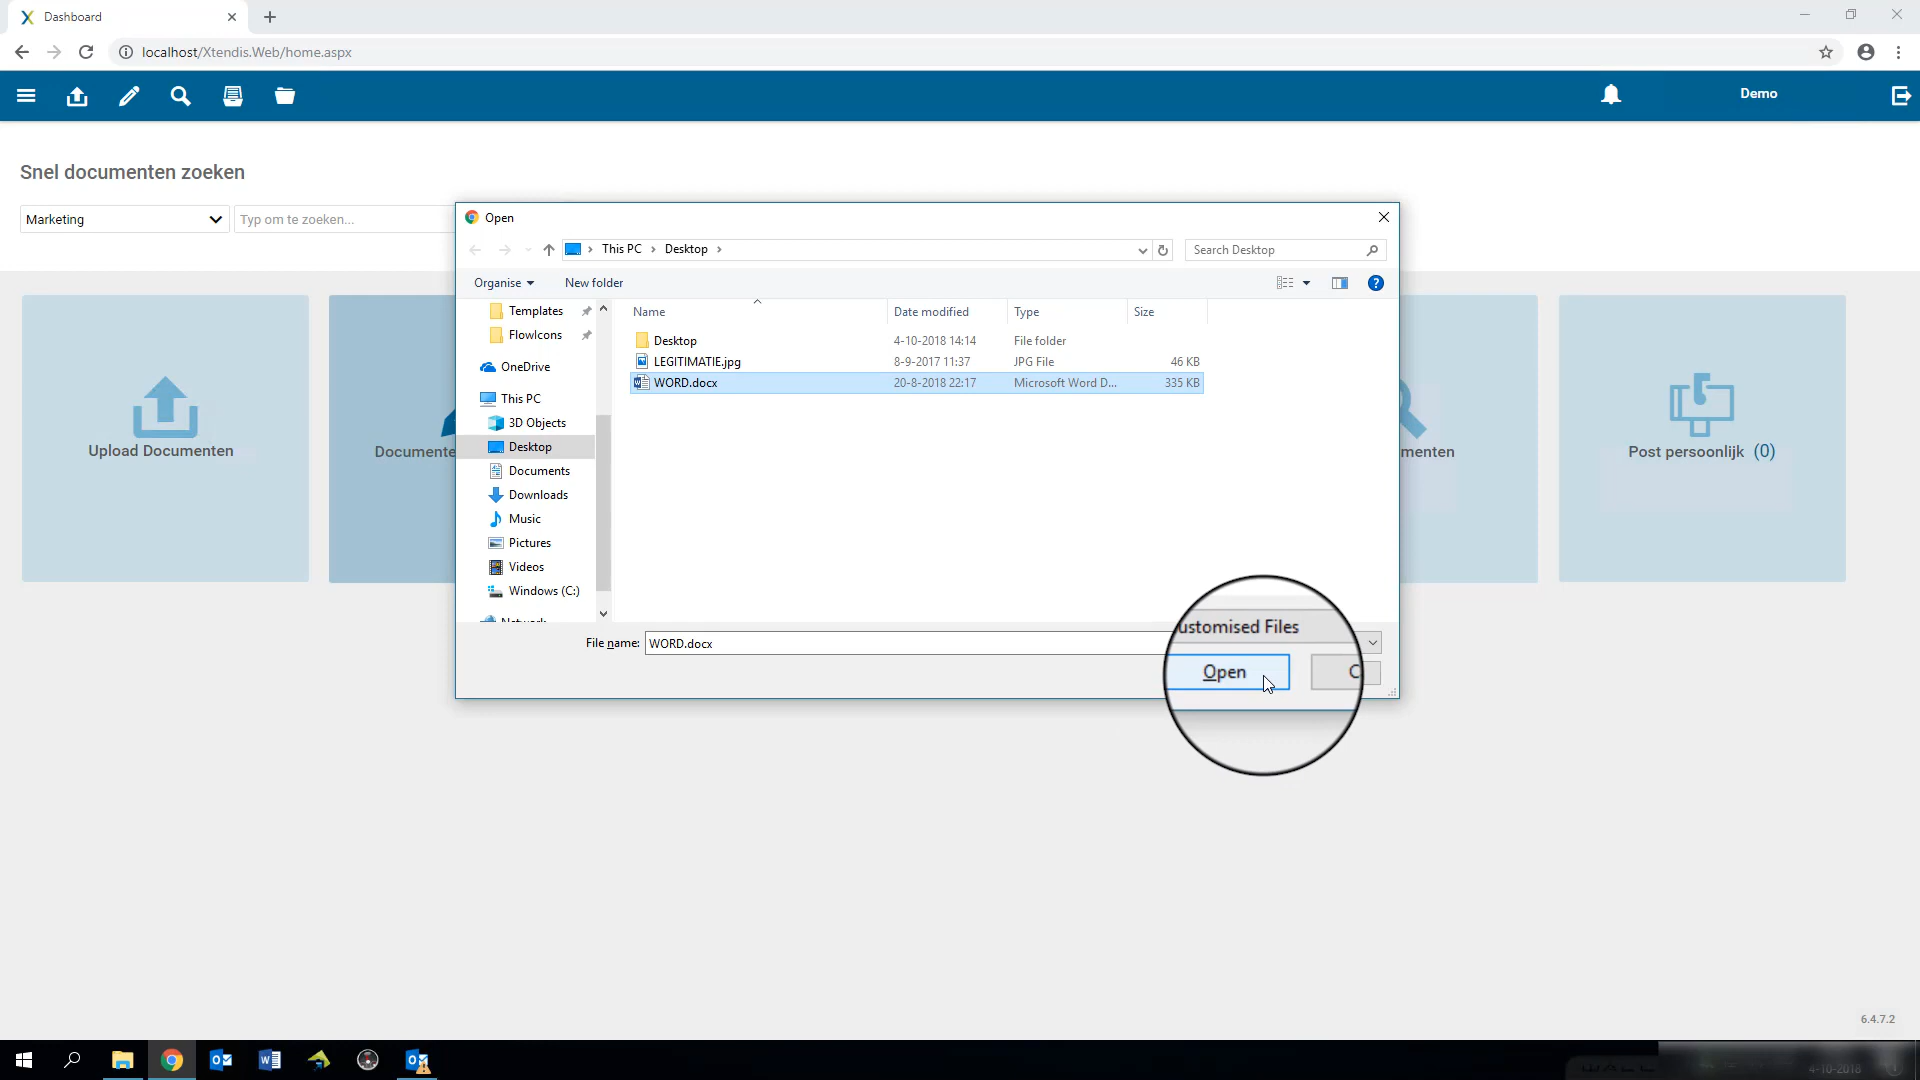 Dashboard
localhost/Xtendis.Web/home.aspx
Demo
Snel documenten zoeken
Marketing
Typ om te zoeken...
Open
This PC
Desktop
Search Desktop
Organise
New folder
Templates
FlowIcons
OneDrive
This PC
3D Objects
Desktop
Documents
Downloads
Music
Pictures
Videos
Windows (C:)
Network
Name Date modified Type Size
Desktop 4-10-2018 14:14 File folder
LEGITIMATIE.jpg 8-9-2017 11:37 JPG File 46 KB
WORD.docx 20-8-2018 22:17 Microsoft Word D... 335 KB
File name: WORD.docx
ustomised Files
Open
C
Upload Documenten
Documente
menten
Post persoonlijk (0)
6.4.7.2
4-10-2018